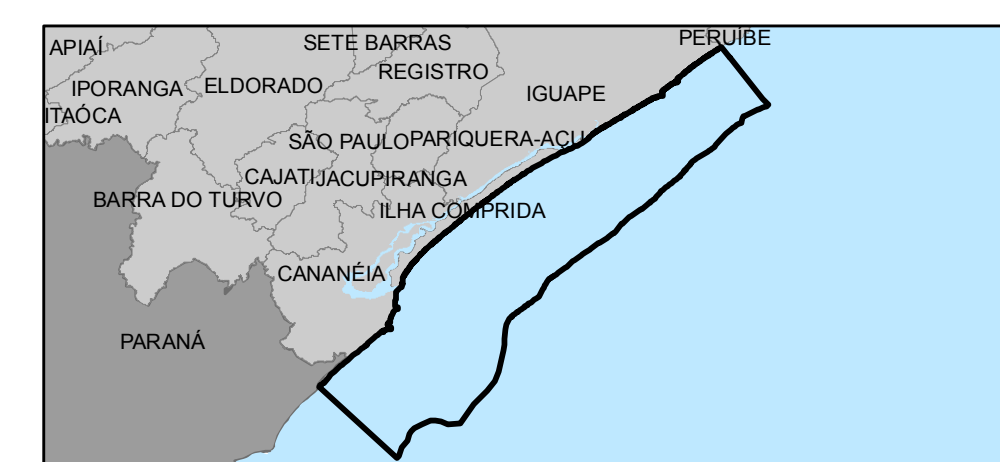 PERUÍBE
APIAÍ
SETE BARRAS
REGISTRO
IPORANGA
ELDORADO
IGUAPE
ITAÓCA
SÃO PAULO
PARIQUERA-AÇU
CAJATI
JACUPIRANGA
BARRA DO TURVO
ILHA COMPRIDA
CANANÉIA
PARANÁ